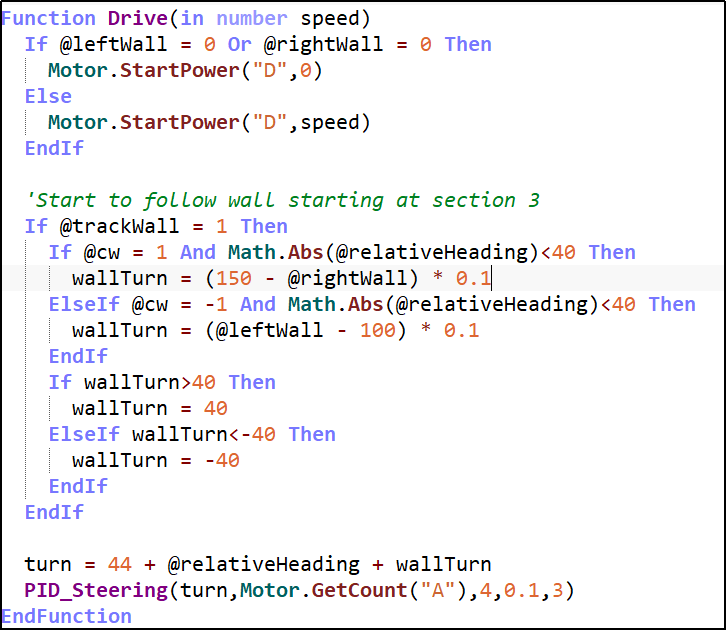 Function Drive(in number speed)
If @leftWall = 0 Or @rightWall = 0 Then
Motor.StartPower("D",0)
Else
Motor.StartPower("D",speed)
EndIf
'Start to follow wall starting at section 3
If @trackWall = 1 Then
If @cw = 1 And Math.Abs(@relativeHeading)<40 Then
wallTurn = (150 - @rightWall) * 0.1
ElseIf @cw = -1 And Math.Abs(@relativeHeading)<40 Then
wallTurn = (@leftWall - 100) * 0.1
EndIf
If wallTurn>40 Then
wallTurn = 40
ElseIf wallTurn<-40 Then
wallTurn = -40
EndIf
EndIf
turn = 44 + @relativeHeading + wallTurn
PID_Steering(turn,Motor.GetCount("A"),4,0.1,3)
EndFunction